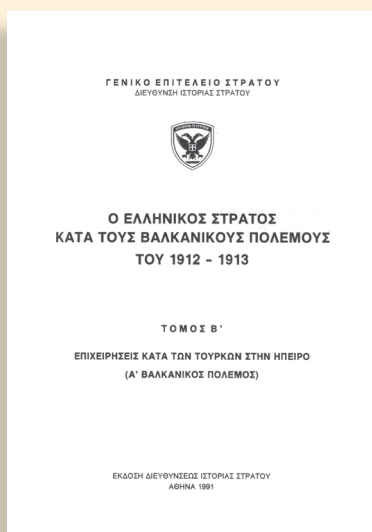 ΓΕΝΙΚΟ ΕΠΙΤΕΛΕΙΟ ΣΤΡΑΤΟΥ
ΔΙΕΥΘΥΝΣΗ ΙΣΤΟΡΙΑΣ ΣΤΡΑΤΟΥ
Ο ΕΛΛΗΝΙΚΟΣ ΣΤΡΑΤΟΣ
ΚΑΤΑ ΤΟΥΣ ΒΑΛΚΑΝΙΚΟΥΣ ΠΟΛΕΜΟΥΣ
ΤΟΥ 1912 - 1913
ΤΟΜΟΣ Β'
ΕΠΙΧΕΙΡΗΣΕΙΣ ΚΑΤΑ ΤΩΝ ΤΟΥΡΚΩΝ ΣΤΗΝ ΗΠΕΙΡΟ
(Α' ΒΑΛΚΑΝΙΚΟΣ ΠΟΛΕΜΟΣ)
ΕΚΔΟΣΗ ΔΙΕΥΘΥΝΣΕΩΣ ΙΣΤΟΡΙΑΣ ΣΤΡΑΤΟΥ
ΑΘΗΝΑ 1991